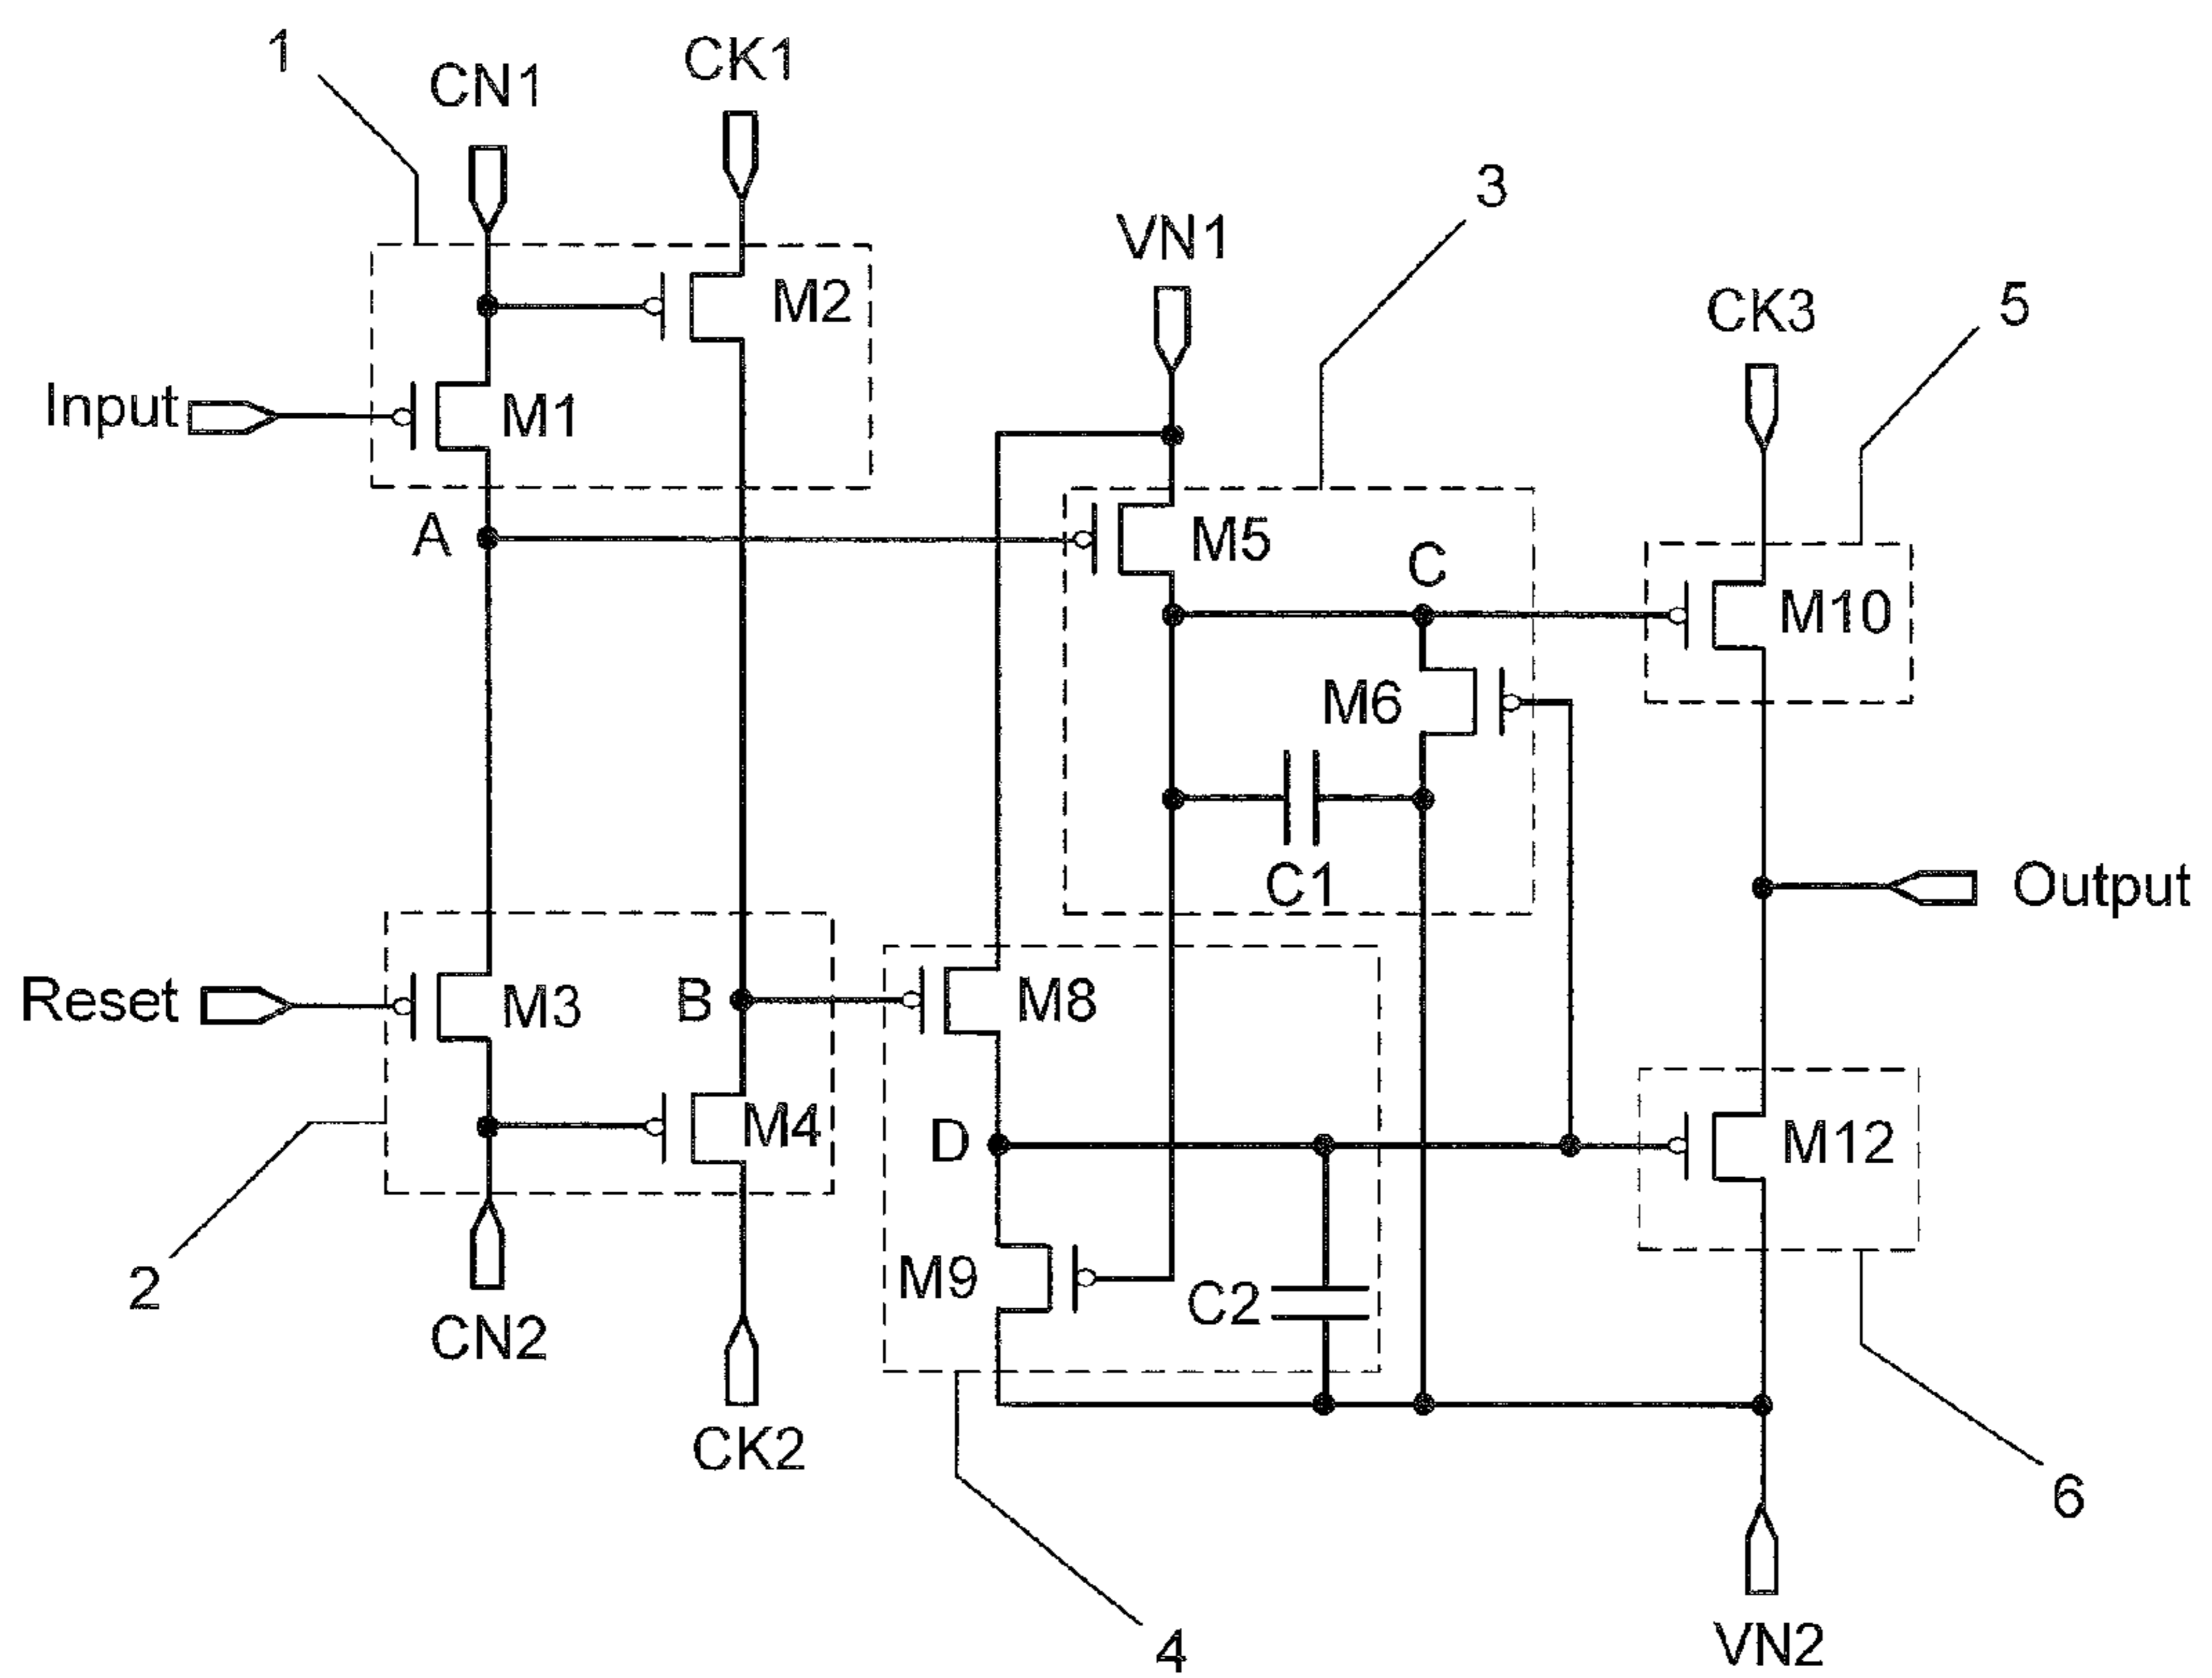 1
CN1
CK1
3
VN1
M2
CK3
5
Input
M1
A
M5
C
M10
M6
C1
Output
Reset
M3
B
M8
M4
D
M12
M9
C2
2
CN2
CK2
6
4
VN2